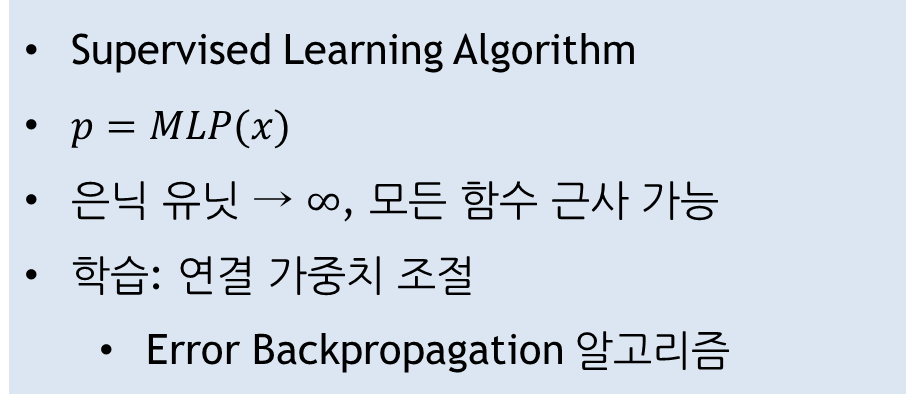 • Supervised Learning Algorithm
• p = MLP(x)
• 은닉 유닛 → ∞, 모든 함수 근사 가능
• 학습: 연결 가중치 조절
• Error Backpropagation 알고리즘